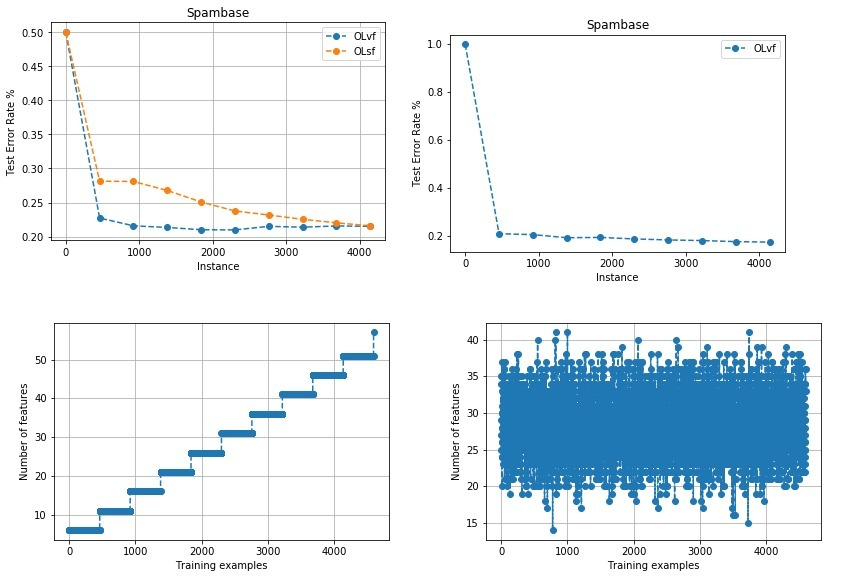 Spambase
0.50
0.45
0.40
0.35
0.30
0.25
0.20
Test Error Rate %
OLvf
OLsf
0 1000 2000 3000 4000
Instance
Spambase
1.0
0.8
0.6
0.4
0.2
Test Error Rate %
OLvf
0 1000 2000 3000 4000
Instance
50
40
30
20
10
Number of features
0 1000 2000 3000 4000
Training examples
40
35
30
25
20
15
Number of features
0 1000 2000 3000 4000
Training examples